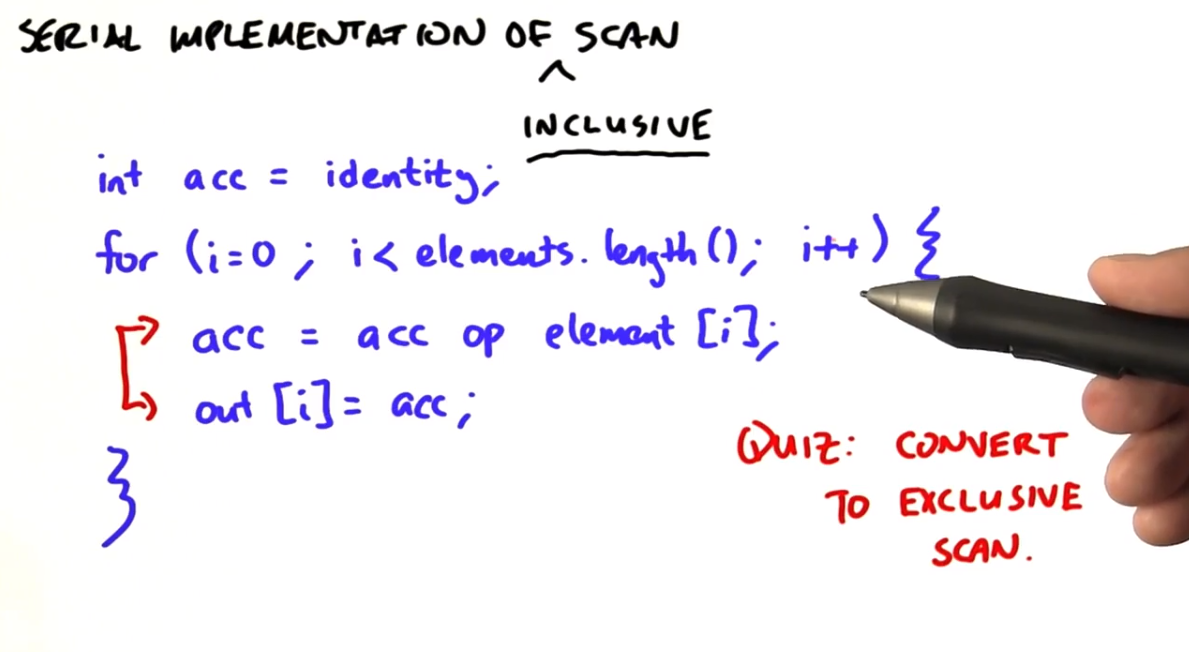 SERIAL IMPLEMENTATION OF SCAN
^
INCLUSIVE
int acc = identity;
for (i=0 ; i < elements.length(); i++) {
acc = acc op element [i];
out [i] = acc;
}
QUIZ: CONVERT
TO EXCLUSIVE
SCAN.